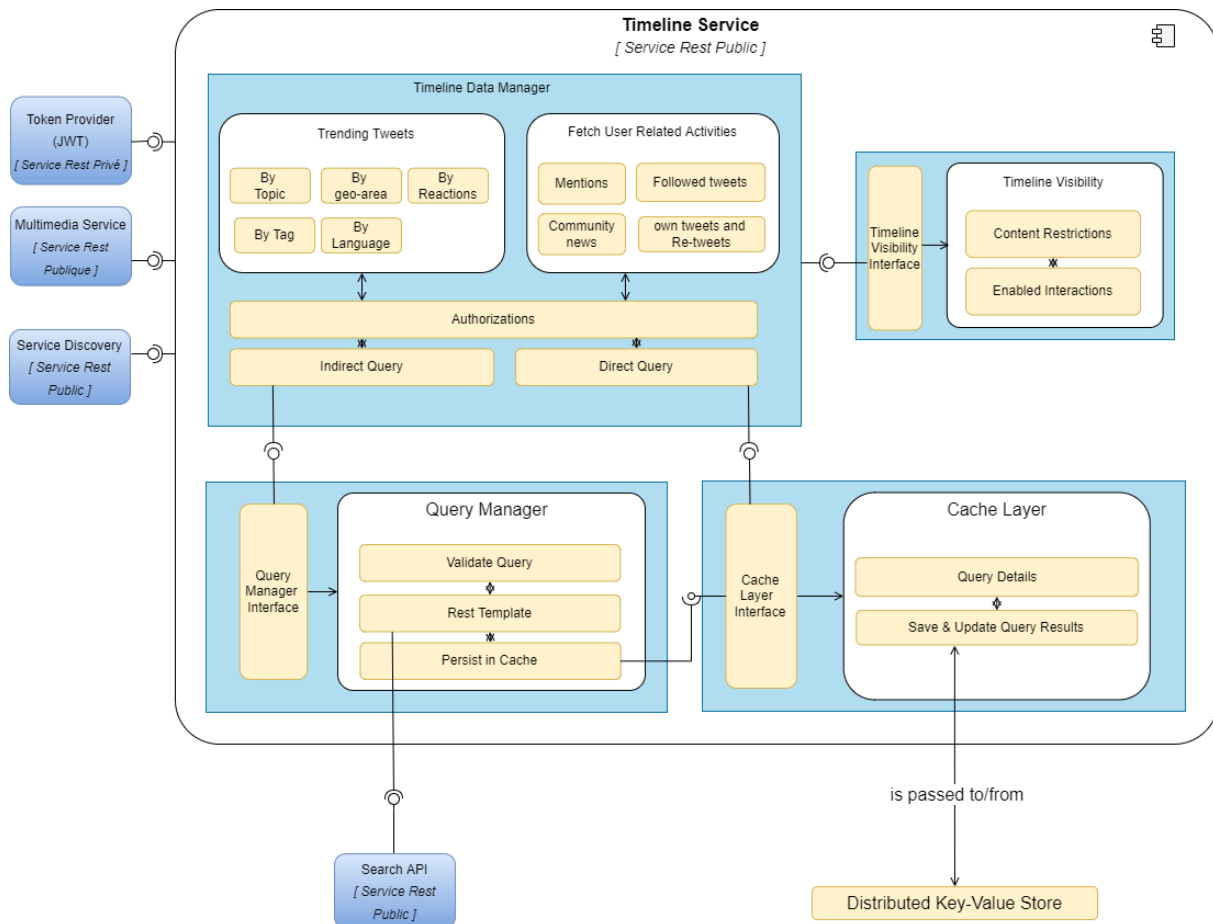 Timeline Service
[ Service Rest Public ]
Timeline Data Manager
Trending Tweets
By
Topic
By
geo-area
By
Reactions
By Tag
By
Language
Fetch User Related Activities
Mentions
Followed tweets
Community
news
own tweets and
Re-tweets
Authorizations
Indirect Query
Direct Query
Token Provider
(JWT)
[ Service Rest Privé ]
Multimedia Service
[ Service Rest
Publique ]
Service Discovery
[ Service Rest
Public ]
Timeline
Visibility
Interface
Timeline Visibility
Content Restrictions
Enabled Interactions
Query
Manager
Interface
Query Manager
Validate Query
Rest Template
Persist in Cache
Cache
Layer
Interface
Cache Layer
Query Details
Save & Update Query Results
is passed to/from
Search API
[ Service Rest
Public ]
Distributed Key-Value Store